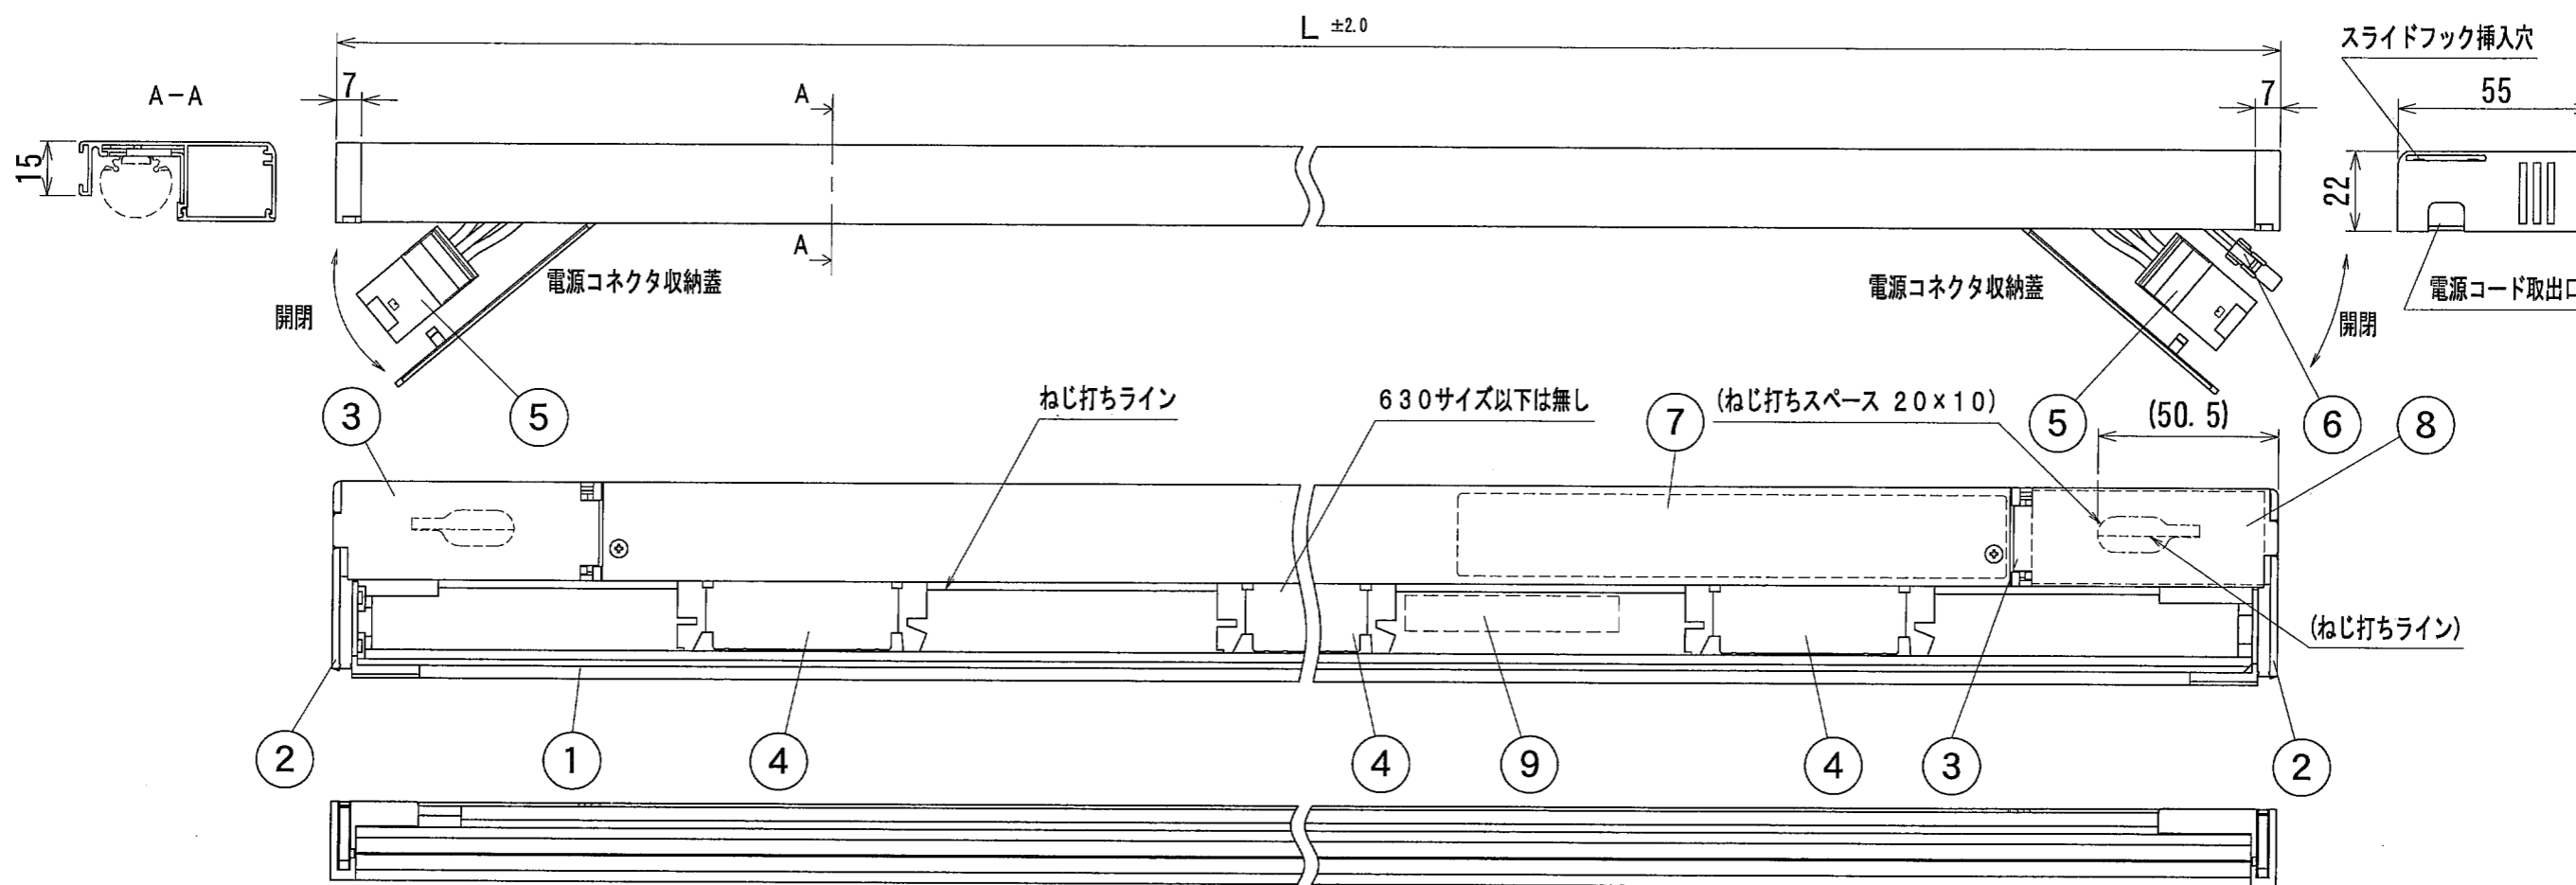 L ±2.0
スライドフック挿入穴
A-A
7
A
7
55
15
22
A
電源コネクタ収納蓋
電源コネクタ収納蓋
電源コード取出口
開閉
開閉
ねじ打ちライン
630サイズ以下は無し
(ねじ打ちスペース 20×10)
(50.5)
3
5
7
5
6
8
(ねじ打ちライン)
2
1
4
4
9
4
3
2